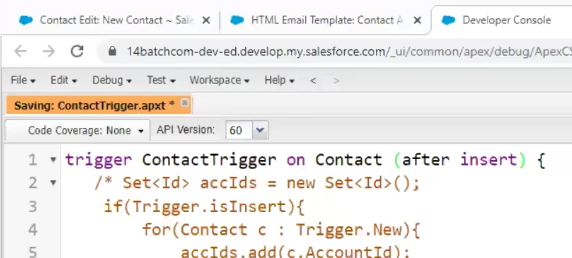 Contact Edit: New Contact ~ Sale
HTML Email Template: Contact A
Developer Console
14batchcom-dev-ed.develop.my.salesforce.com/_ui/common/apex/debug/ApexCS
File Edit Debug Test Workspace Help < >
Saving: ContactTrigger.apxt *
Code Coverage: None API Version: 60
1 trigger ContactTrigger on Contact (after insert) {
2 /* Set<Id> accIds = new Set<Id>();
3 if(Trigger.isInsert){
4 for(Contact c : Trigger.New){
5 accIds.add(c.AccountId);